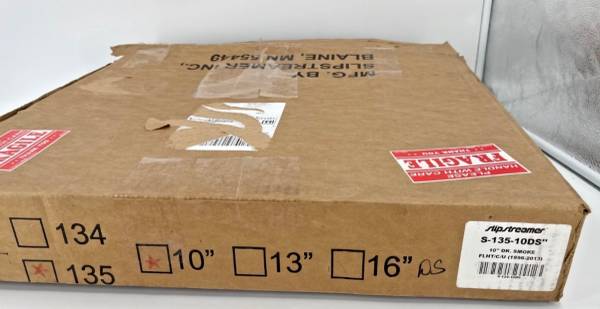 MFG. BY
SLIPSTREAMER INC.,
BLAINE, MN 55449
PLEASE
HANDLE WITH CARE
FRAGILE
THANK YOU
FRAGILE
134
135
10”
13”
16” DS
slipstreamer
S-135-10DS"
10" DK. SMOKE
FLHT/C/U (1996-2013)